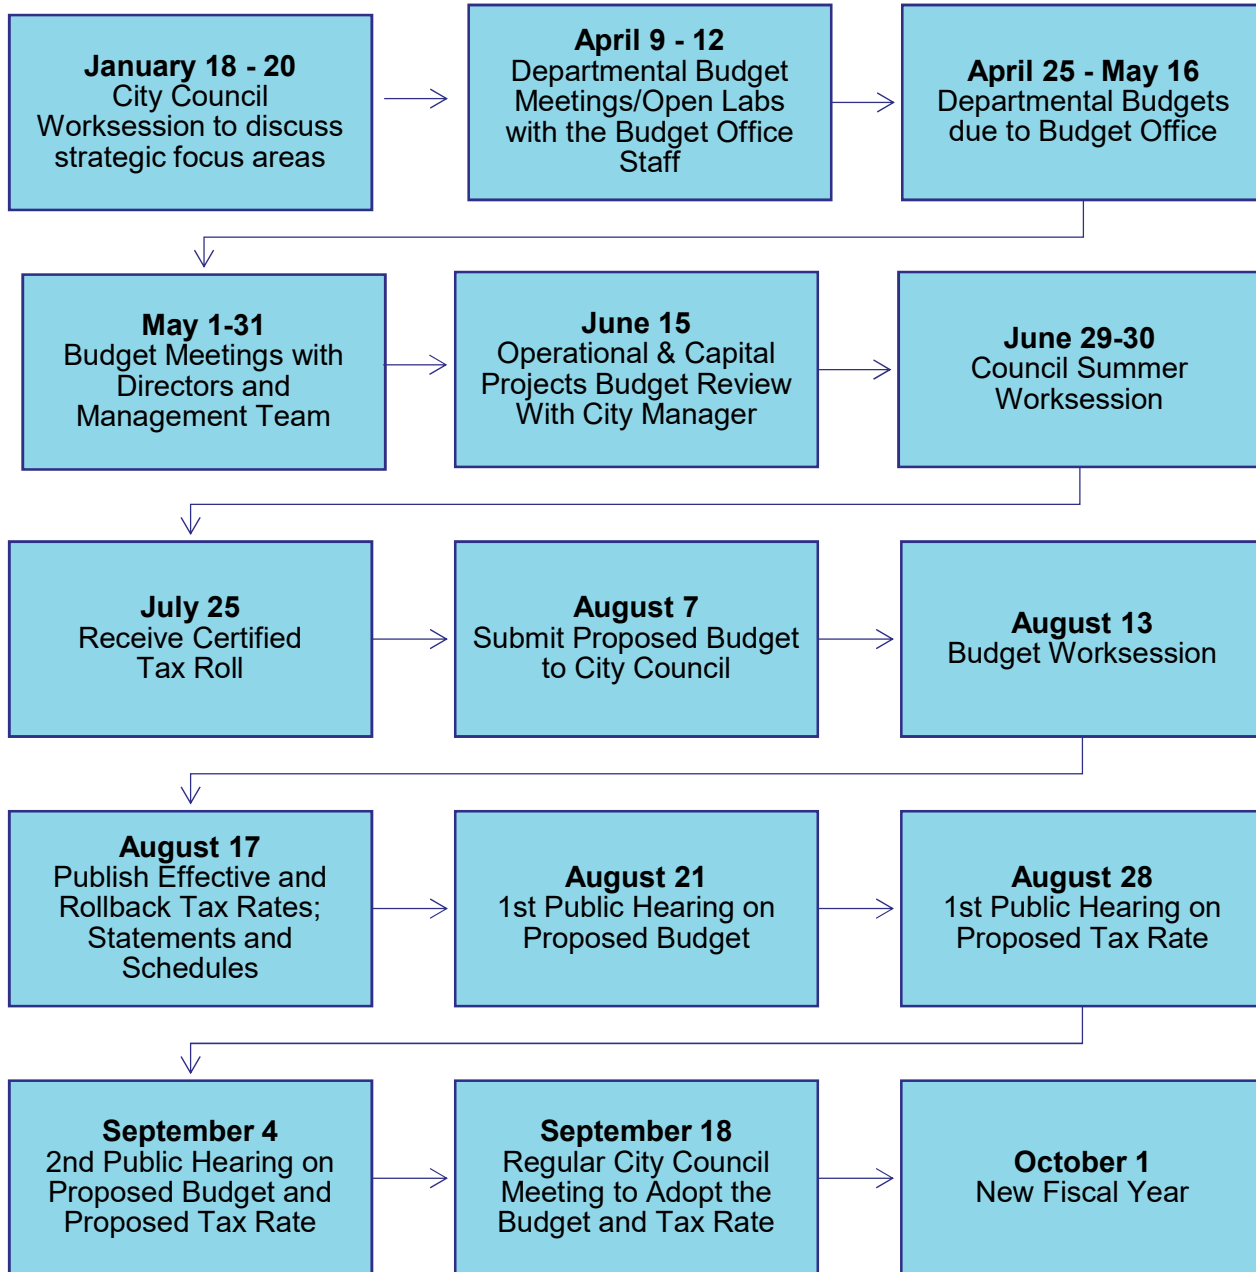 January 18 - 20
City Council
Worksession to discuss
strategic focus areas
April 9 - 12
Departmental Budget
Meetings/Open Labs
with the Budget Office
Staff
April 25 - May 16
Departmental Budgets
due to Budget Office
May 1-31
Budget Meetings with
Directors and
Management Team
June 15
Operational & Capital
Projects Budget Review
With City Manager
June 29-30
Council Summer
Worksession
July 25
Receive Certified
Tax Roll
August 7
Submit Proposed Budget
to City Council
August 13
Budget Worksession
August 17
Publish Effective and
Rollback Tax Rates;
Statements and
Schedules
August 21
1st Public Hearing on
Proposed Budget
August 28
1st Public Hearing on
Proposed Tax Rate
September 4
2nd Public Hearing on
Proposed Budget and
Proposed Tax Rate
September 18
Regular City Council
Meeting to Adopt the
Budget and Tax Rate
October 1
New Fiscal Year